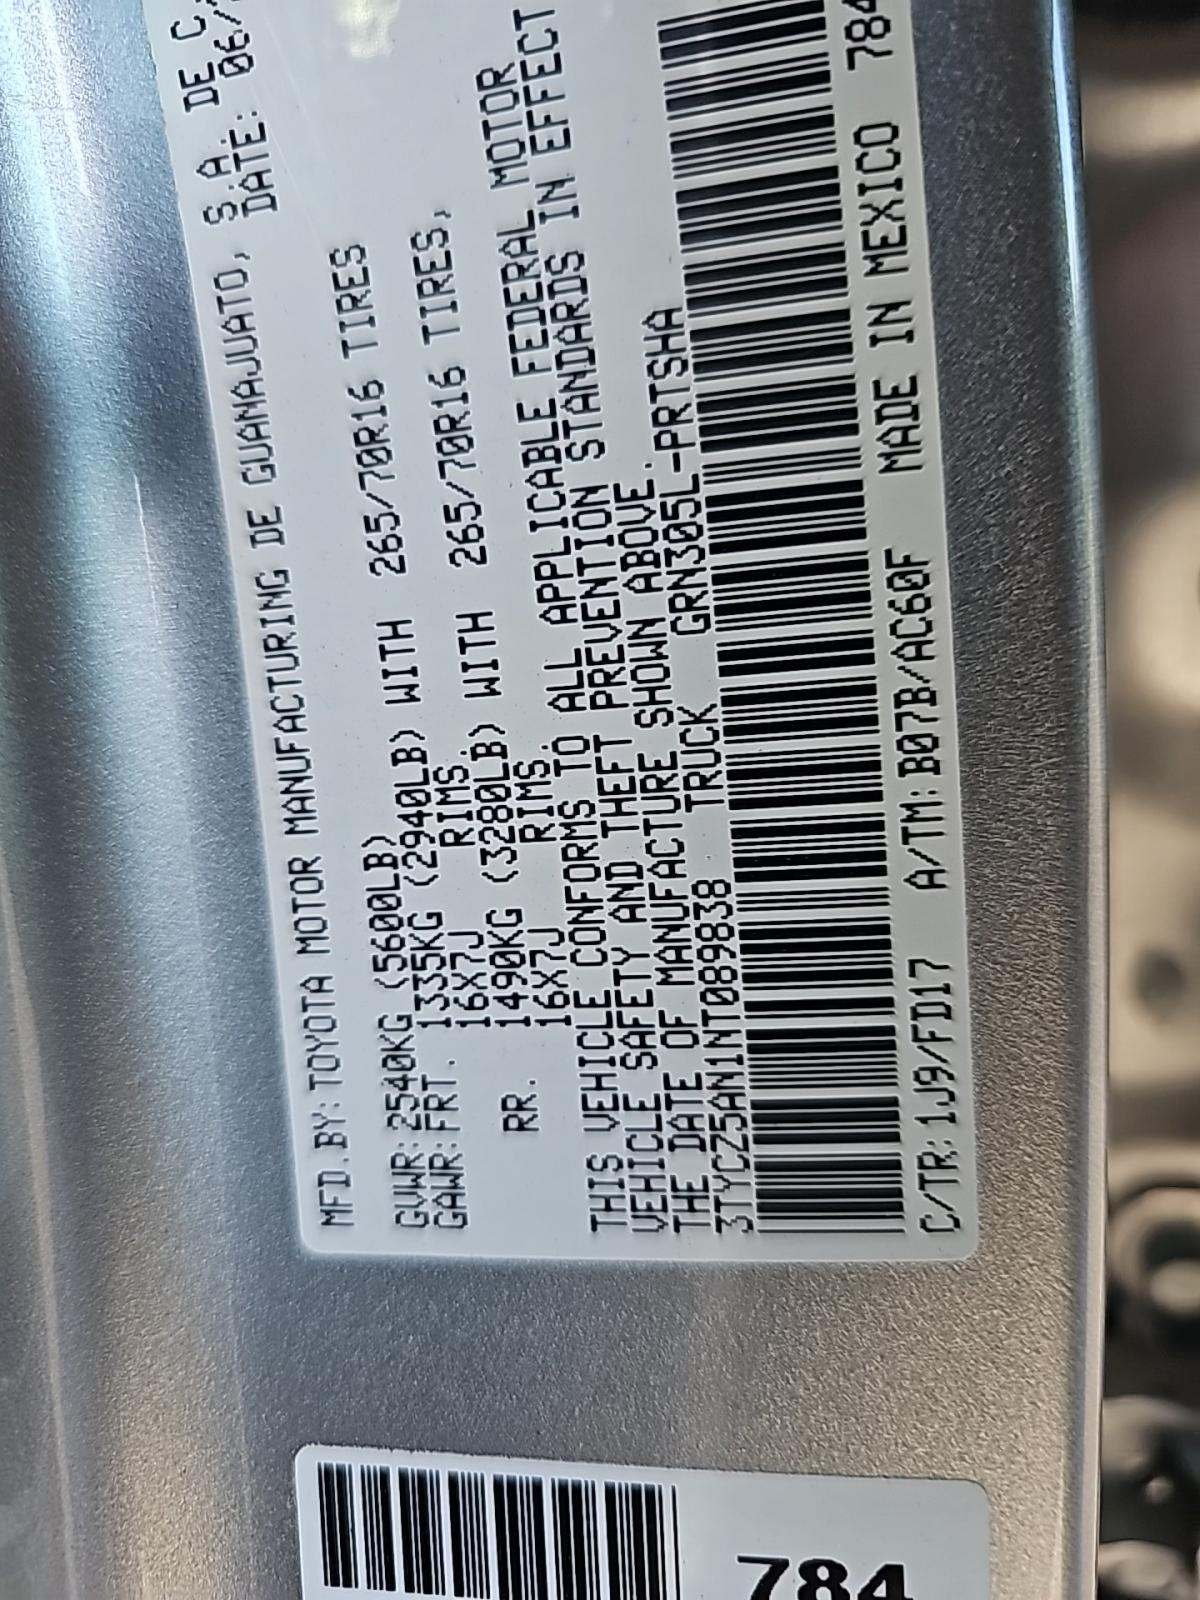 MFD.BY:TOYOTA MOTOR MANUFACTURING DE GUANAJUATO, S.A. DE C.
DATE: 06/
GVWR:2540KG (5600LB)
GAWR:FRT. 1335KG (2940LB) WITH 265/70R16 TIRES
16X7J RIMS.
RR. 1490KG (3280LB) WITH 265/70R16 TIRES,
16X7J RIMS.
THIS VEHICLE CONFORMS TO ALL APPLICABLE FEDERAL MOTOR
VEHICLE SAFETY AND THEFT PREVENTION STANDARDS IN EFFECT
THE DATE OF MANUFACTURE SHOWN ABOVE.
3TYCZ5AN1NT089838 TRUCK GRN305L-PRTSHA
C/TR:1J9/FD17 A/TM:B07B/AC60F MADE IN MEXICO 784
784